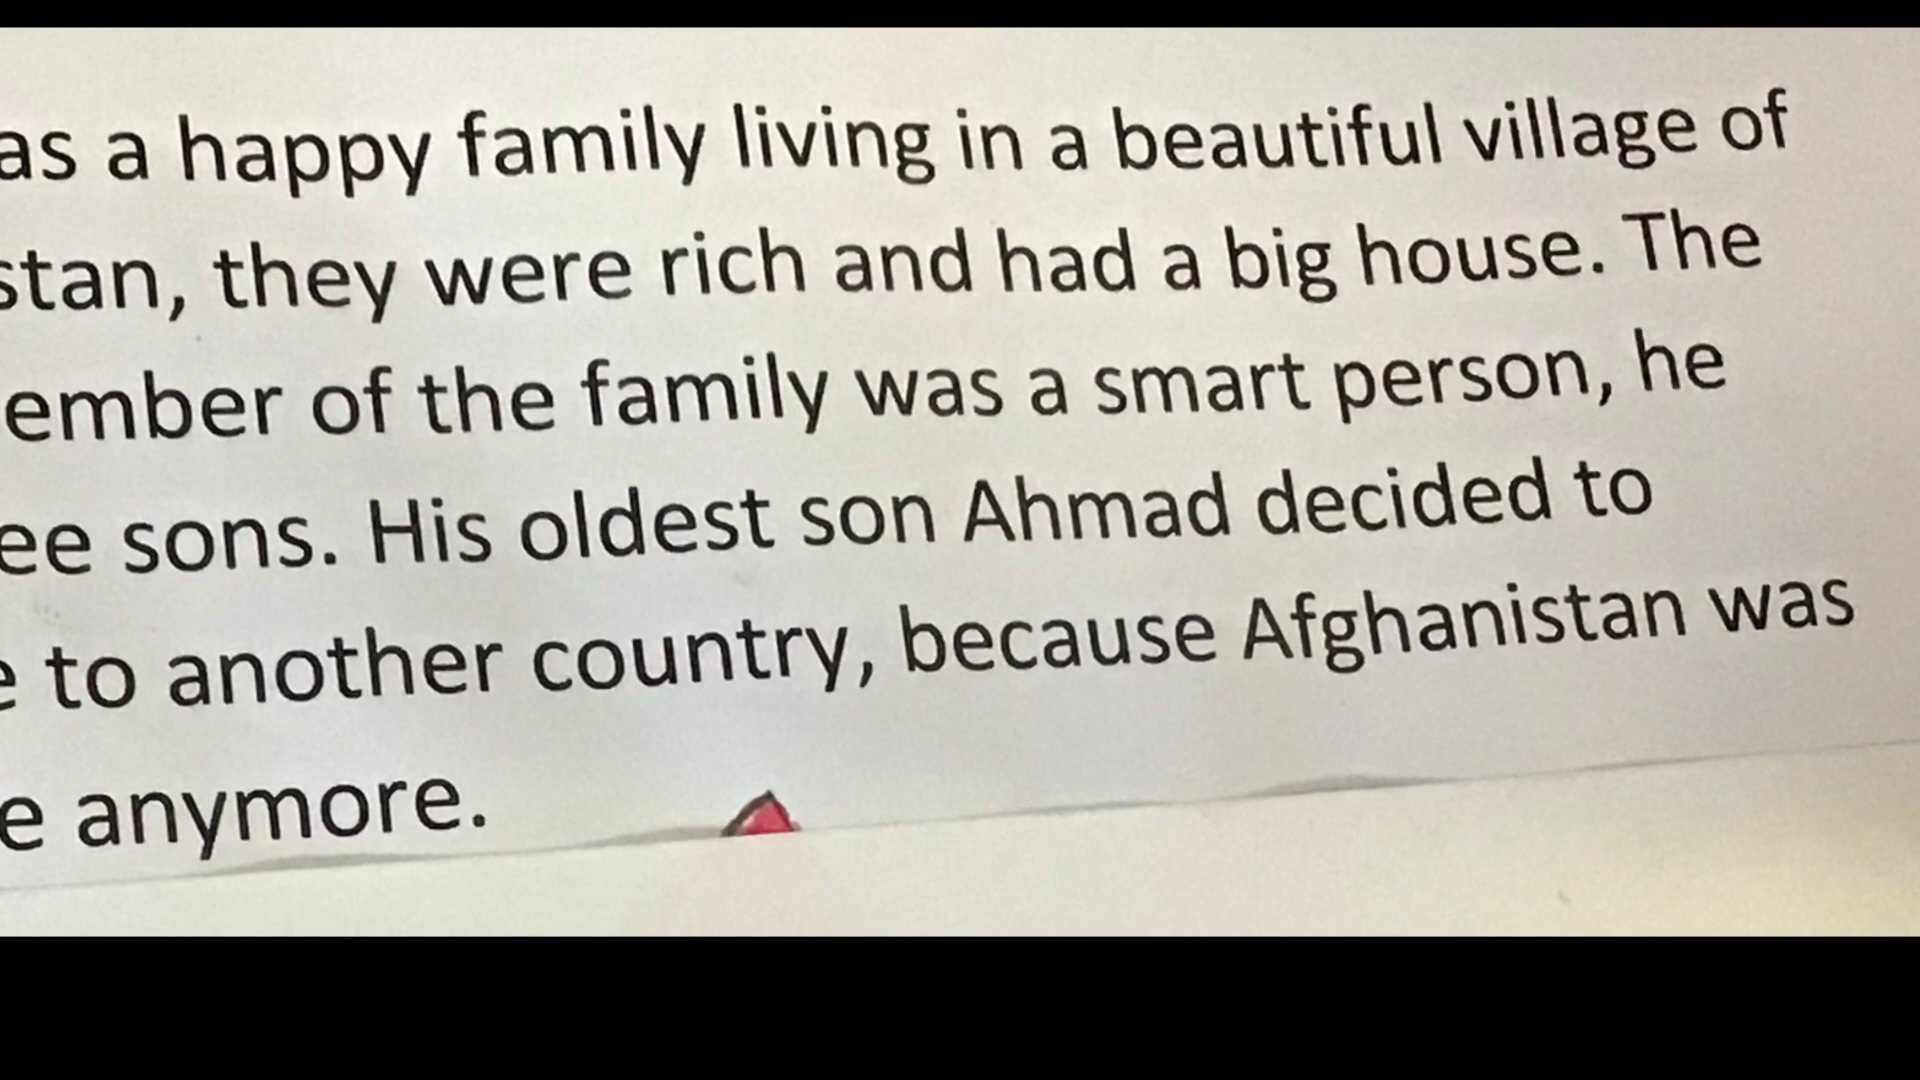 as a happy family living in a beautiful village of
stan, they were rich and had a big house. The
ember of the family was a smart person, he
ee sons. His oldest son Ahmad decided to
e to another country, because Afghanistan was
e anymore.